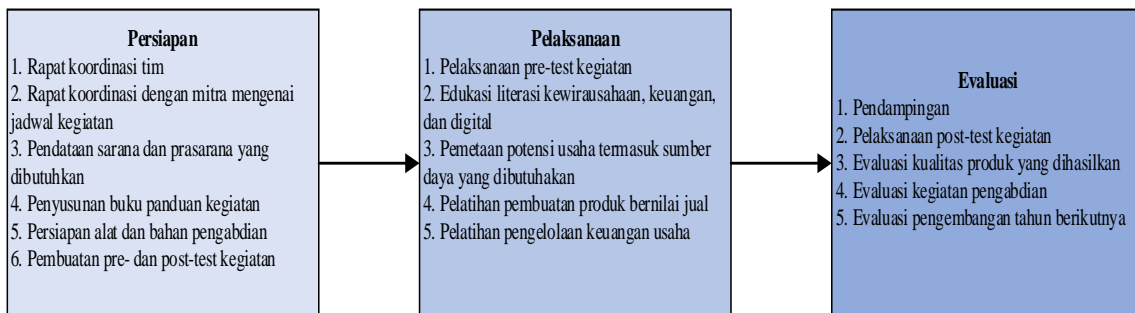 Persiapan
1. Rapat koordinasi tim
2. Rapat koordinasi dengan mitra mengenai
jadwal kegiatan
3. Pendataan sarana dan prasarana yang
dibutuhkan
4. Penyusunan buku panduan kegiatan
5. Persiapan alat dan bahan pengabdian
6. Pembuatan pre- dan post-test kegiatan
Pelaksanaan
1. Pelaksanaan pre-test kegiatan
2. Edukasi literasi kewirausahaan, keuangan,
dan digital
3. Pemetaan potensi usaha termasuk sumber
daya yang dibutuhakan
4. Pelatihan pembuatan produk bernilai jual
5. Pelatihan pengelolaan keuangan usaha
Evaluasi
1. Pendampingan
2. Pelaksanaan post-test kegiatan
3. Evaluasi kualitas produk yang dihasilkan
4. Evaluasi kegiatan pengabdian
5. Evaluasi pengembangan tahun berikutnya